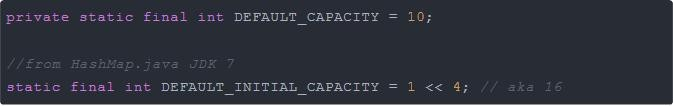 private static final int DEFAULT_CAPACITY = 10;
//from HashMap.java JDK 7
static final int DEFAULT_INITIAL_CAPACITY = 1 << 4; // aka 16